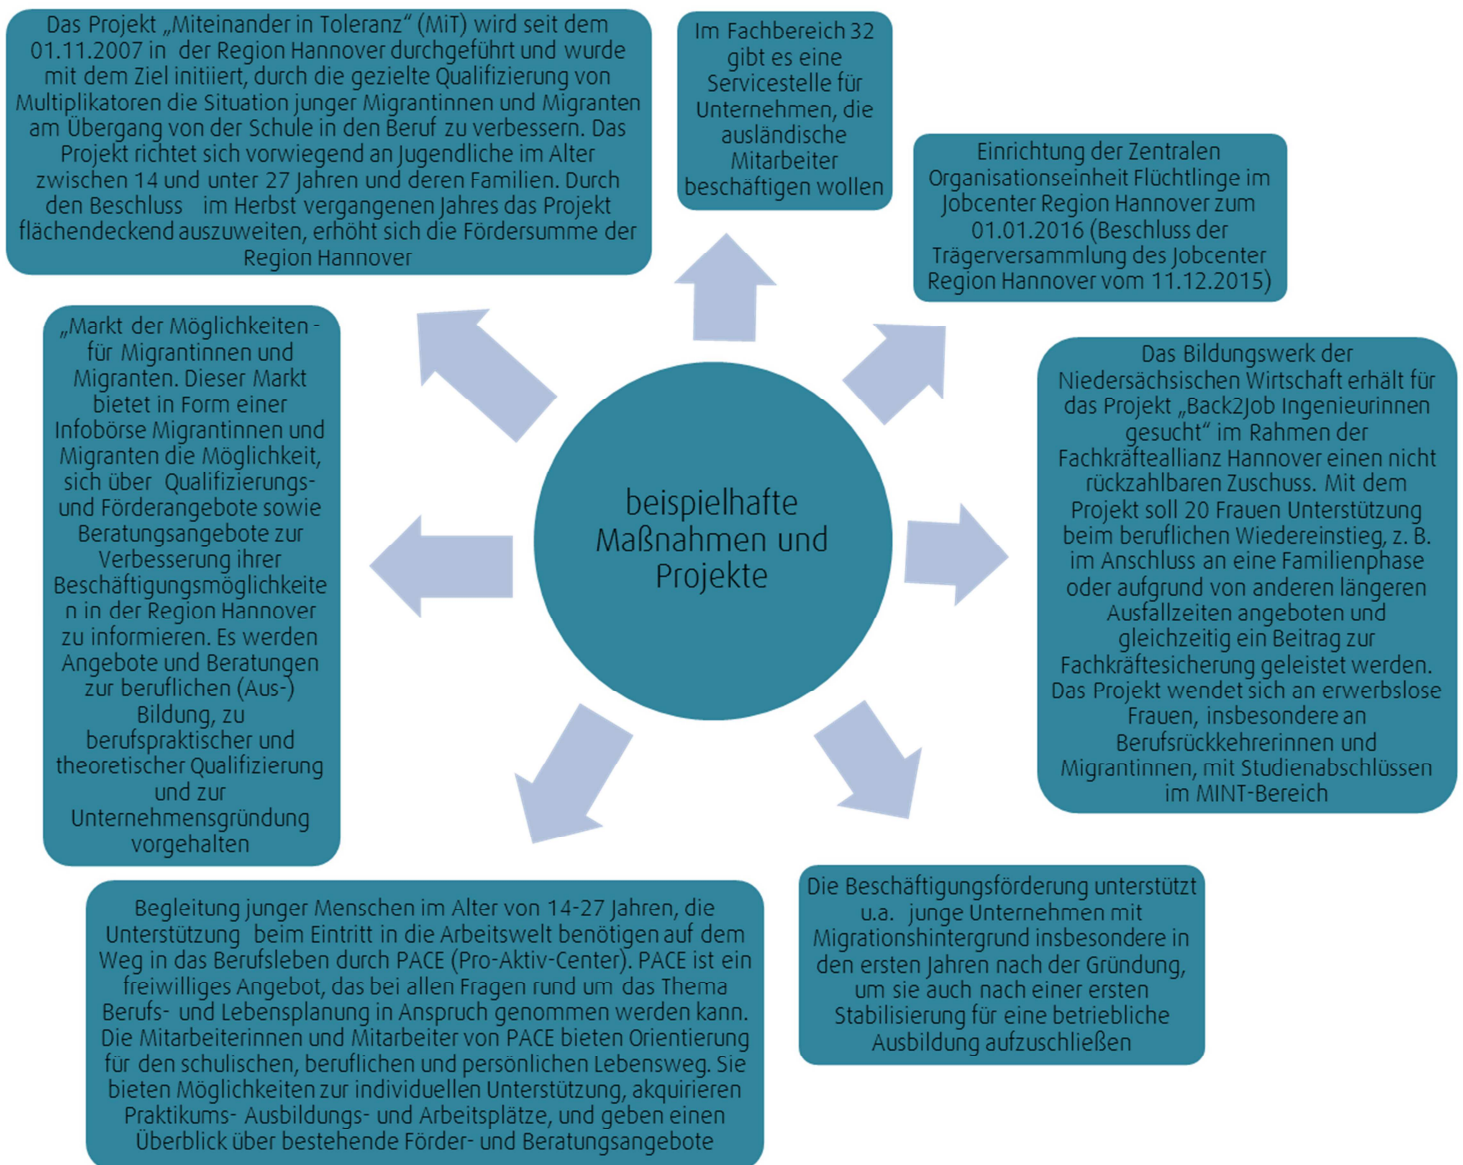 Das Projekt „Miteinander in Toleranz“ (MiT) wird seit dem
01.11.2007 in der Region Hannover durchgeführt und wurde
mit dem Ziel initiiert, durch die gezielte Qualifizierung von
Multiplikatoren die Situation junger Migrantinnen und Migranten
am Übergang von der Schule in den Beruf zu verbessern. Das
Projekt richtet sich vorwiegend an Jugendliche im Alter
zwischen 14 und unter 27 Jahren und deren Familien. Durch
den Beschluss im Herbst vergangenen Jahres das Projekt
flächendeckend auszuweiten, erhöht sich die Fördersumme der
Region Hannover
Im Fachbereich 32
gibt es eine
Servicestelle für
Unternehmen, die
ausländische
Mitarbeiter
beschäftigen wollen
Einrichtung der Zentralen
Organisationseinheit Flüchtlinge im
Jobcenter Region Hannover zum
01.01.2016 (Beschluss der
Trägerversammlung des Jobcenter
Region Hannover vom 11.12.2015)
„Markt der Möglichkeiten -
für Migrantinnen und
Migranten. Dieser Markt
bietet in Form einer
Infobörse Migrantinnen und
Migranten die Möglichkeit,
sich über Qualifizierungs-
und Förderangebote sowie
Beratungsangebote zur
Verbesserung ihrer
Beschäftigungsmöglichkeite
n in der Region Hannover
zu informieren. Es werden
Angebote und Beratungen
zur beruflichen (Aus-)
Bildung, zu
berufspraktischer und
theoretischer Qualifizierung
und zur
Unternehmensgründung
vorgehalten
beispielhafte
Maßnahmen und
Projekte
Das Bildungswerk der
Niedersächsischen Wirtschaft erhält für
das Projekt „Back2Job Ingenieurinnen
gesucht“ im Rahmen der
Fachkräfteallianz Hannover einen nicht
rückzahlbaren Zuschuss. Mit dem
Projekt soll 20 Frauen Unterstützung
beim beruflichen Wiedereinstieg, z. B.
im Anschluss an eine Familienphase
oder aufgrund von anderen längeren
Ausfallzeiten angeboten und
gleichzeitig ein Beitrag zur
Fachkräftesicherung geleistet werden.
Das Projekt wendet sich an erwerbslose
Frauen, insbesondere an
Berufsrückkehrerinnen und
Migrantinnen, mit Studienabschlüssen
im MINT-Bereich
Begleitung junger Menschen im Alter von 14-27 Jahren, die
Unterstützung beim Eintritt in die Arbeitswelt benötigen auf dem
Weg in das Berufsleben durch PACE (Pro-Aktiv-Center). PACE ist ein
freiwilliges Angebot, das bei allen Fragen rund um das Thema
Berufs- und Lebensplanung in Anspruch genommen werden kann.
Die Mitarbeiterinnen und Mitarbeiter von PACE bieten Orientierung
für den schulischen, beruflichen und persönlichen Lebensweg. Sie
bieten Möglichkeiten zur individuellen Unterstützung, akquirieren
Praktikums- Ausbildungs- und Arbeitsplätze, und geben einen
Überblick über bestehende Förder- und Beratungsangebote
Die Beschäftigungsförderung unterstützt
u.a. junge Unternehmen mit
Migrationshintergrund insbesondere in
den ersten Jahren nach der Gründung,
um sie auch nach einer ersten
Stabilisierung für eine betriebliche
Ausbildung aufzuschließen